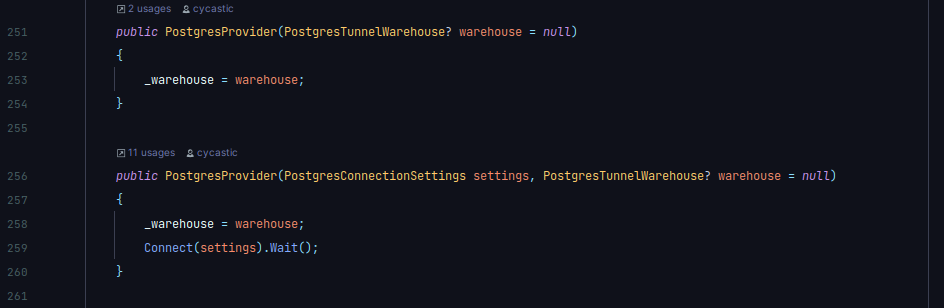 2 usages cycastic
251 public PostgresProvider(PostgresTunnelWarehouse? warehouse = null)
252 {
253 _warehouse = warehouse;
254 }
255
11 usages cycastic
256 public PostgresProvider(PostgresConnectionSettings settings, PostgresTunnelWarehouse? warehouse = null)
257 {
258 _warehouse = warehouse;
259 Connect(settings).Wait();
260 }
261